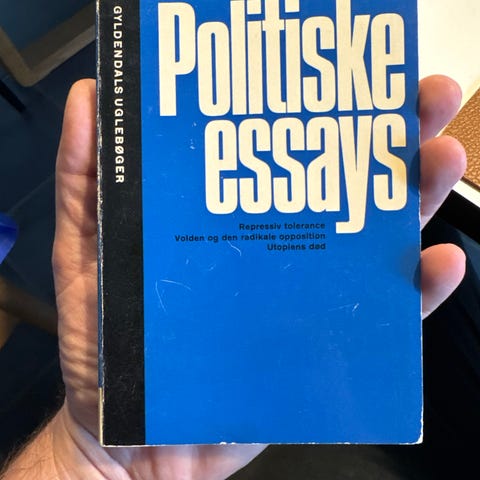 GYLDENDALS UGLEBØGER
Politiske
essays
Repressiv tolerance
Volden og den radikale opposition
Utopiens død